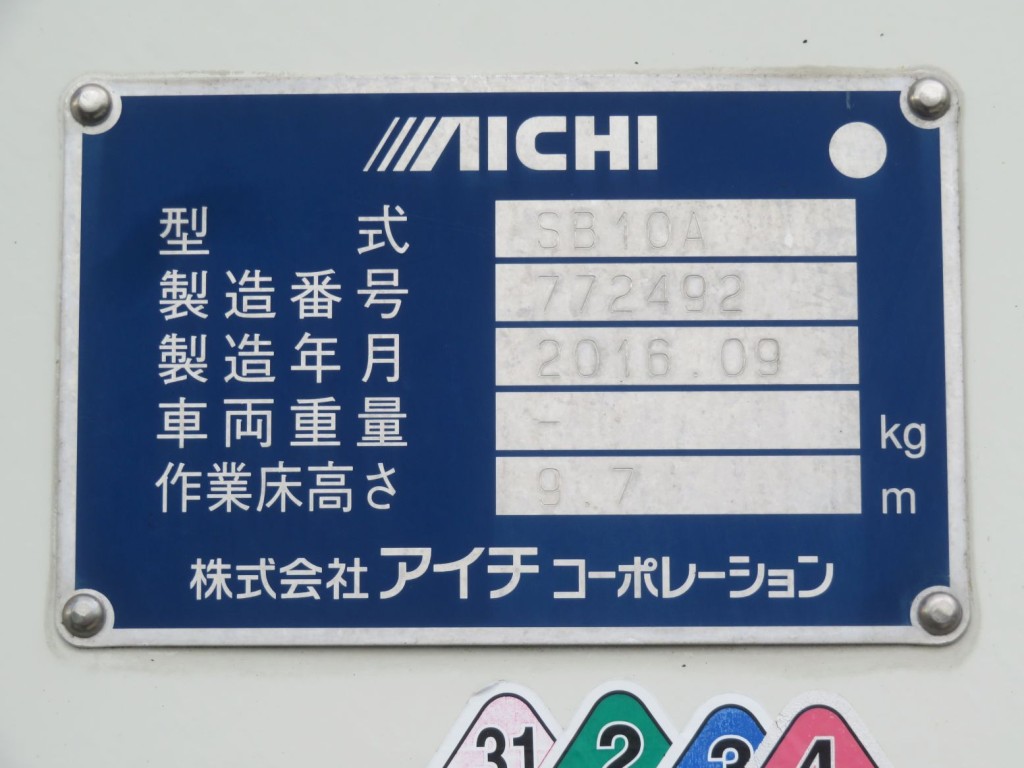 AICHI
型式 SB10A
製造番号 772492
製造年月 2016.09
車両重量 - kg
作業床高さ 9.7 m
株式会社アイチコーポレーション
31 2 3 4